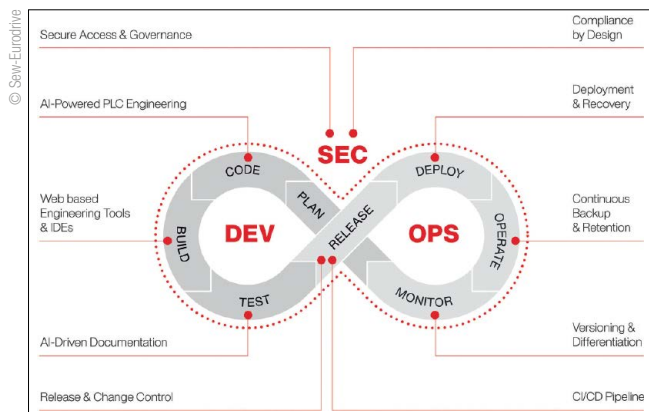 © Sew-Eurodrive
Secure Access & Governance
Compliance
by Design
AI-Powered PLC Engineering
Deployment
& Recovery
SEC
CODE
DEPLOY
PLAN
Web based
Engineering Tools
& IDEs
BUILD
DEV
RELEASE
OPS
OPERATE
Continuous
Backup
& Retention
TEST
MONITOR
AI-Driven Documentation
Versioning &
Differentiation
Release & Change Control
CI/CD Pipeline